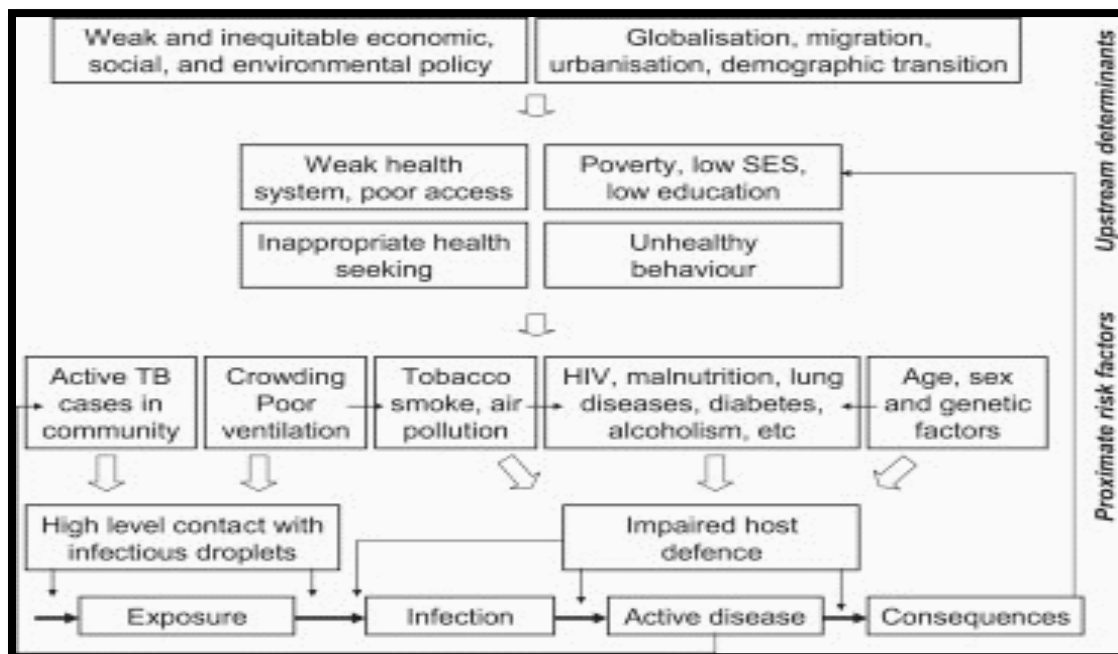 Weak and inequitable economic,
social, and environmental policy
Globalisation, migration,
urbanisation, demographic transition
Weak health
system, poor access
Poverty, low SES,
low education
Inappropriate health
seeking
Unhealthy
behaviour
Active TB
cases in
community
Crowding
Poor
ventilation
Tobacco
smoke, air
pollution
HIV, malnutrition, lung
diseases, diabetes,
alcoholism, etc
Age, sex
and genetic
factors
High level contact with
infectious droplets
Impaired host
defence
Exposure
Infection
Active disease
Consequences
Upstream determinants
Proximate risk factors